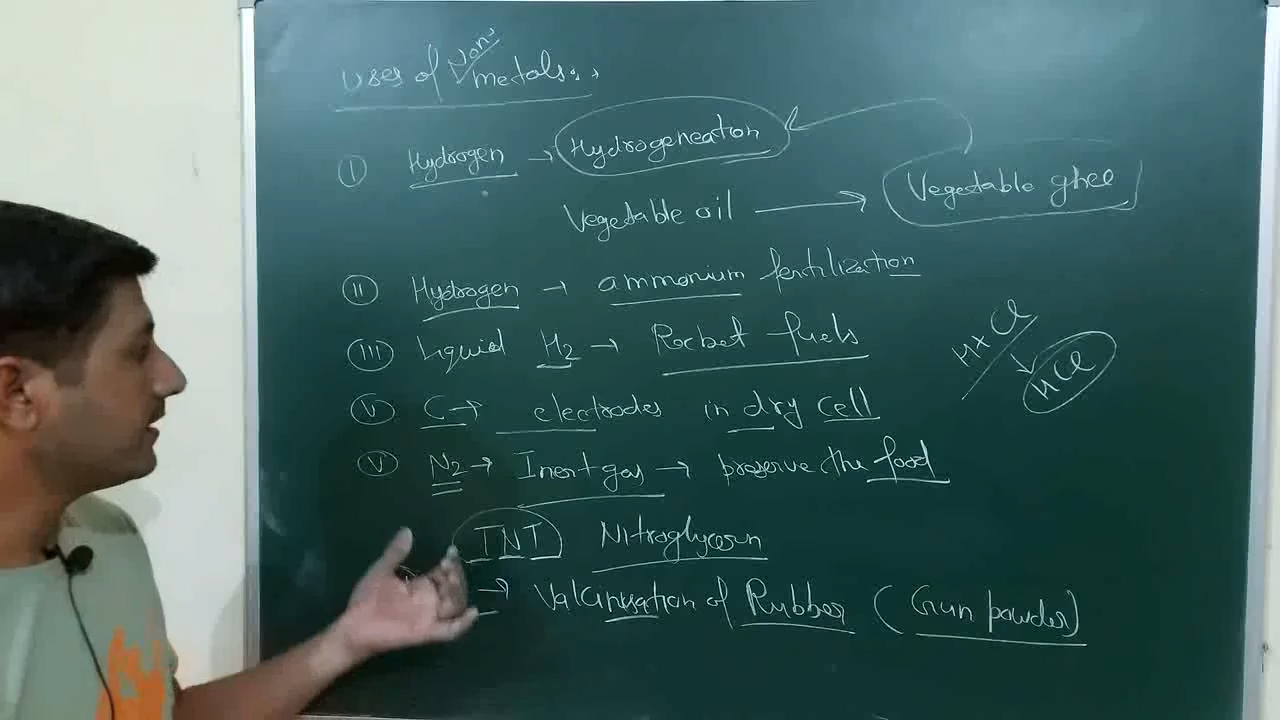 Uses of Non metals..
I Hydrogen → Hydrogeneation
Vegetable oil → Vegetable ghee
II Hydrogen → ammonium fertilization
III Liquid H2 → Rocket fuels
H + Cl
↓
HCl
V C → electrodes in dry cell
V N2 → Inert gas → preserve the food
TNT Nitroglycerin
→ Valcinisation of Rubber (Gun powder)